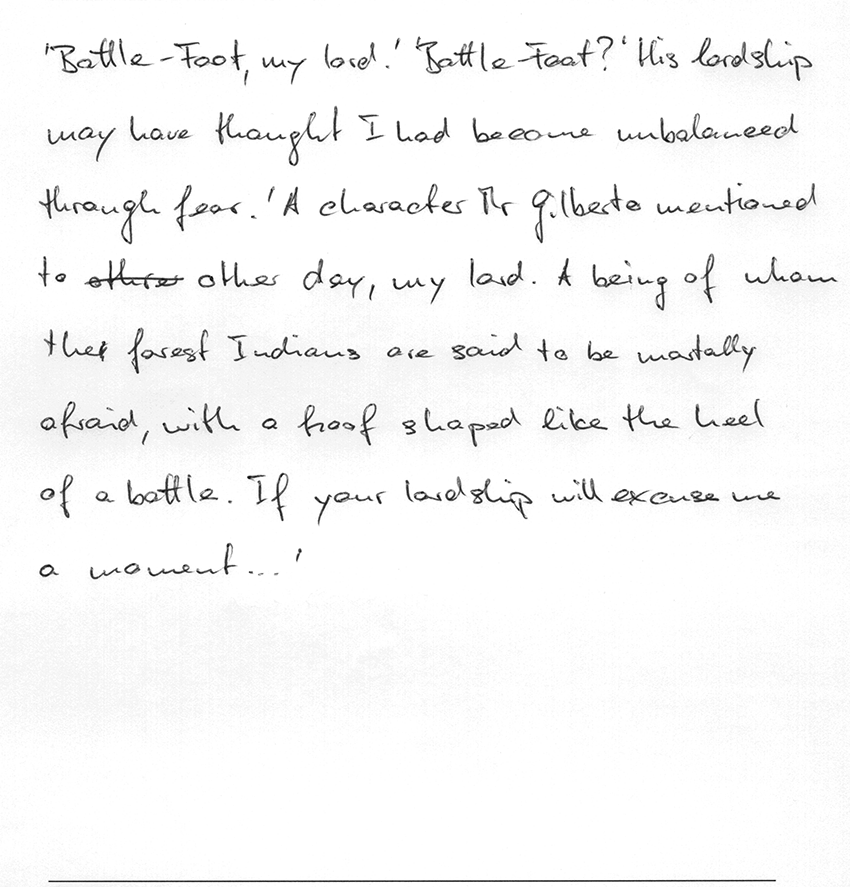 'Bottle-Foot, my lord.' 'Bottle-Foot?' His lordship
may have thought I had become unbalanced
through fear. 'A character Mr Gilberto mentioned
to other day, my lord. A being of whom
the forest Indians are said to be mortally
afraid, with a hoof shaped like the heel
of a bottle. If your lordship will excuse me
a moment...'